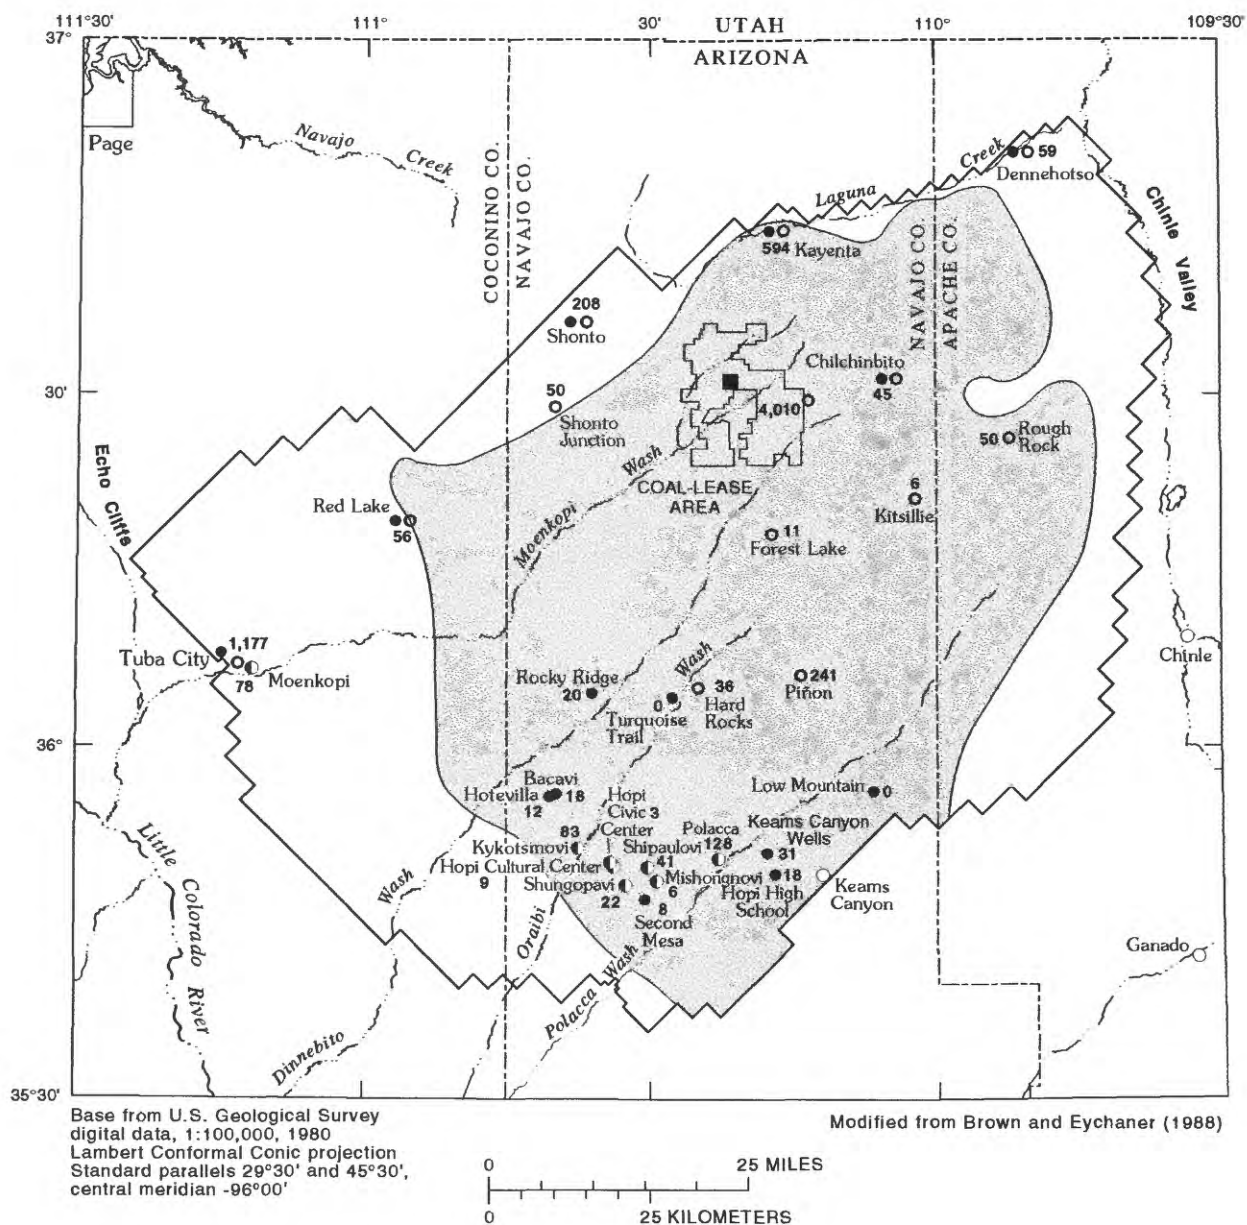 111°30'
111°
30'
UTAH
110°
109°30'
37°
ARIZONA
Page
Navajo
Creek
COCONINO CO.
NAVAJO CO.
Laguna
Creek
59
Dennehotso
Chinle Valley
594
Kayenta
NAVAJO CO.
APACHE CO.
208
Shonto
Chilchinbito
45
30'
50
Shonto
Junction
4,010
50
Rough
Rock
Wash
COAL-LEASE
AREA
6
Kitsillie
Echo Cliffs
Red Lake
56
Moenkopi
11
Forest Lake
1,177
Tuba City
78
Moenkopi
Chinle
Rocky Ridge
20
Wash
0
Turquoise
Trail
36
Hard
Rocks
241
Piñon
36°
Bacavi
Hotevilla
18
12
Hopi
Civic 3
Center
Low Mountain
0
83
Kykotsmovi
Polacca
128
Keams Canyon
Wells
31
Hopi Cultural Center
9
Shipaulovi
41
Mishongnovi
6
Shungopavi
22
8
Second
Mesa
18
Hopi High
School
Keams
Canyon
Little Colorado River
Wash
Oraibi
Wash
Polacca
Dinnebito
Ganado
35°30'
Base from U.S. Geological Survey
digital data, 1:100,000, 1980
Lambert Conformal Conic projection
Standard parallels 29°30' and 45°30',
central meridian -96°00'
Modified from Brown and Eychaner (1988)
0
25 MILES
0
25 KILOMETERS